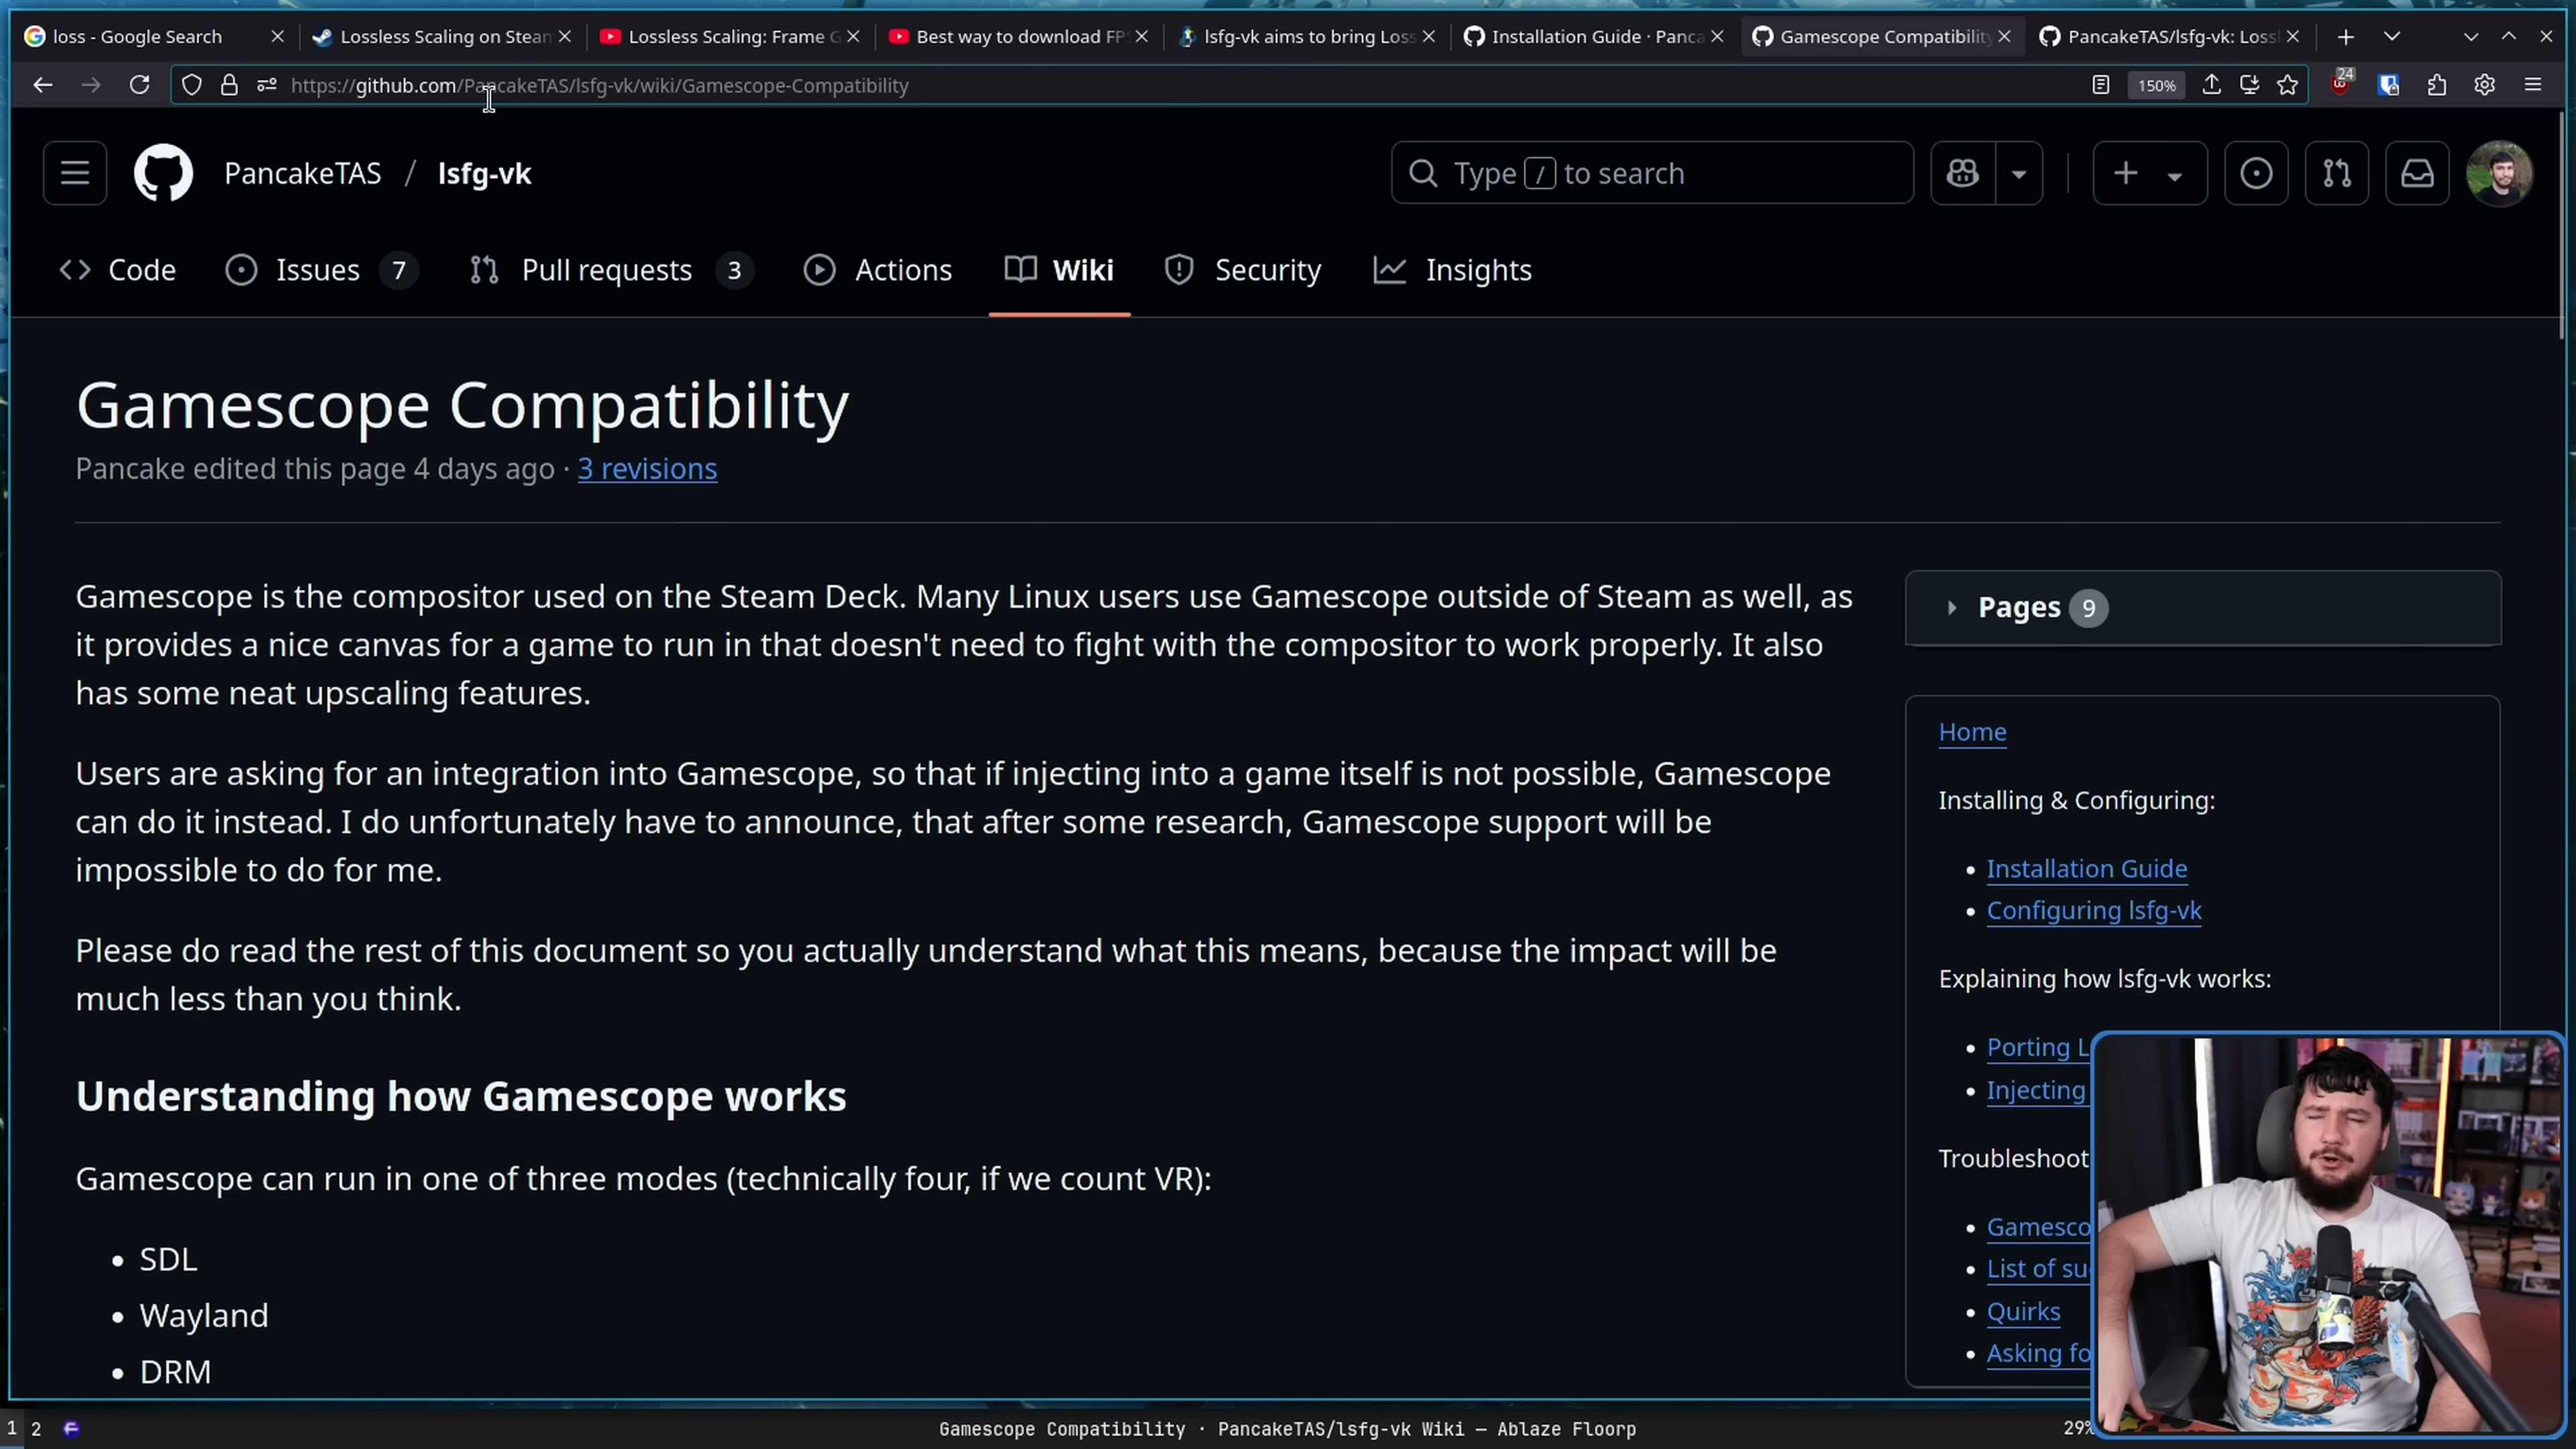 loss - Google Search
Lossless Scaling on Steam
Lossless Scaling: Frame G
Best way to download FPS
lsfg-vk aims to bring Loss
Installation Guide · Panca
Gamescope Compatibility
PancakeTAS/lsfg-vk: Loss
https://github.com/PancakeTAS/lsfg-vk/wiki/Gamescope-Compatibility
150%
24
PancakeTAS / lsfg-vk
Type / to search
Code
Issues 7
Pull requests 3
Actions
Wiki
Security
Insights
Gamescope Compatibility
Pancake edited this page 4 days ago · 3 revisions
Gamescope is the compositor used on the Steam Deck. Many Linux users use Gamescope outside of Steam as well, as
it provides a nice canvas for a game to run in that doesn't need to fight with the compositor to work properly. It also
has some neat upscaling features.
Users are asking for an integration into Gamescope, so that if injecting into a game itself is not possible, Gamescope
can do it instead. I do unfortunately have to announce, that after some research, Gamescope support will be
impossible to do for me.
Please do read the rest of this document so you actually understand what this means, because the impact will be
much less than you think.
Understanding how Gamescope works
Gamescope can run in one of three modes (technically four, if we count VR):
• SDL
• Wayland
• DRM
Pages 9
Home
Installing & Configuring:
• Installation Guide
• Configuring lsfg-vk
Explaining how lsfg-vk works:
• Porting L
• Injecting
Troubleshoot
• Gamesco
• List of su
• Quirks
• Asking fo
1 2
Gamescope Compatibility · PancakeTAS/lsfg-vk Wiki — Ablaze Floorp
29%